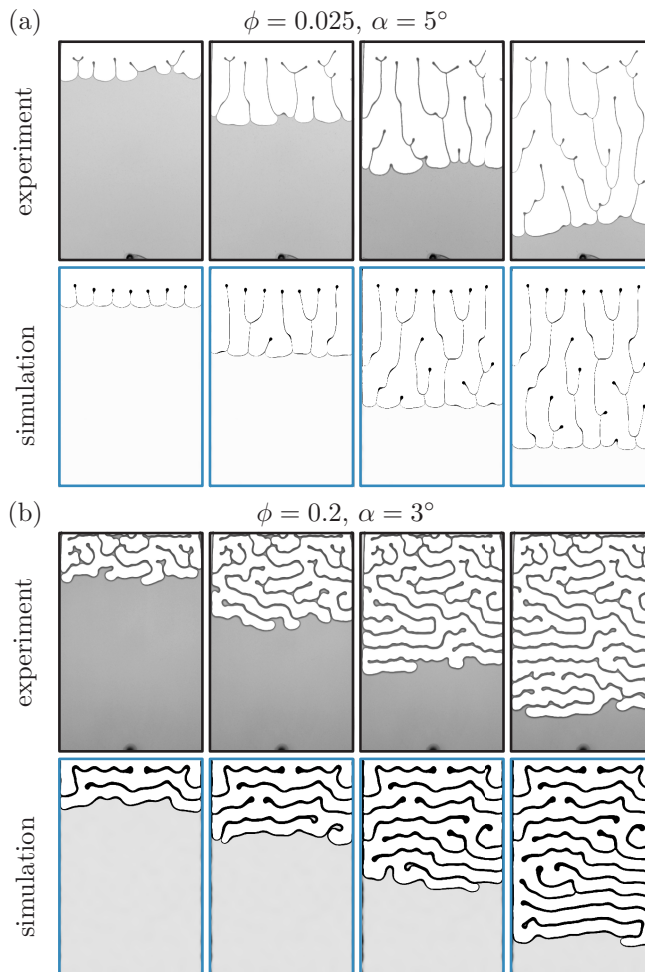 (a)
ϕ = 0.025, α = 5°
experiment
simulation
(b)
ϕ = 0.2, α = 3°
experiment
simulation